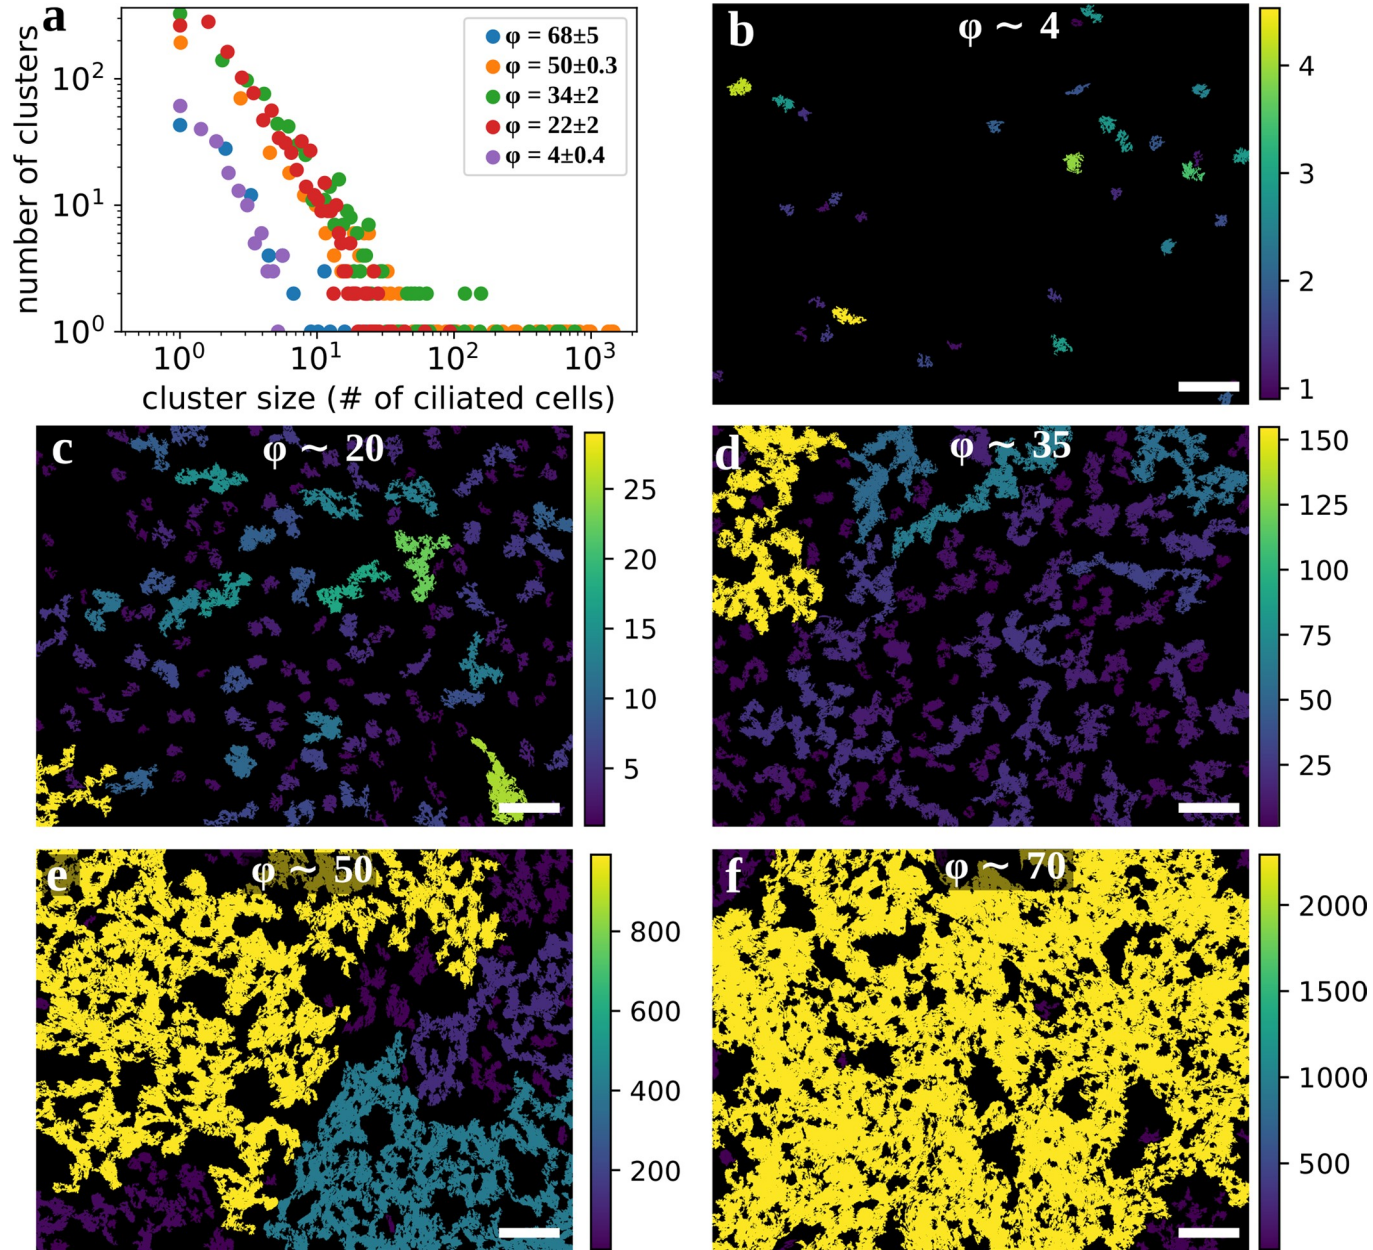 a
number of clusters
10²
10¹
10⁰
φ = 68±5
φ = 50±0.3
φ = 34±2
φ = 22±2
φ = 4±0.4
10⁰ 10¹ 10² 10³
cluster size (# of ciliated cells)
b φ ~ 4
4
3
2
1
c φ ~ 20
25
20
15
10
5
d φ ~ 35
150
125
100
75
50
25
e φ ~ 50
800
600
400
200
f φ ~ 70
2000
1500
1000
500